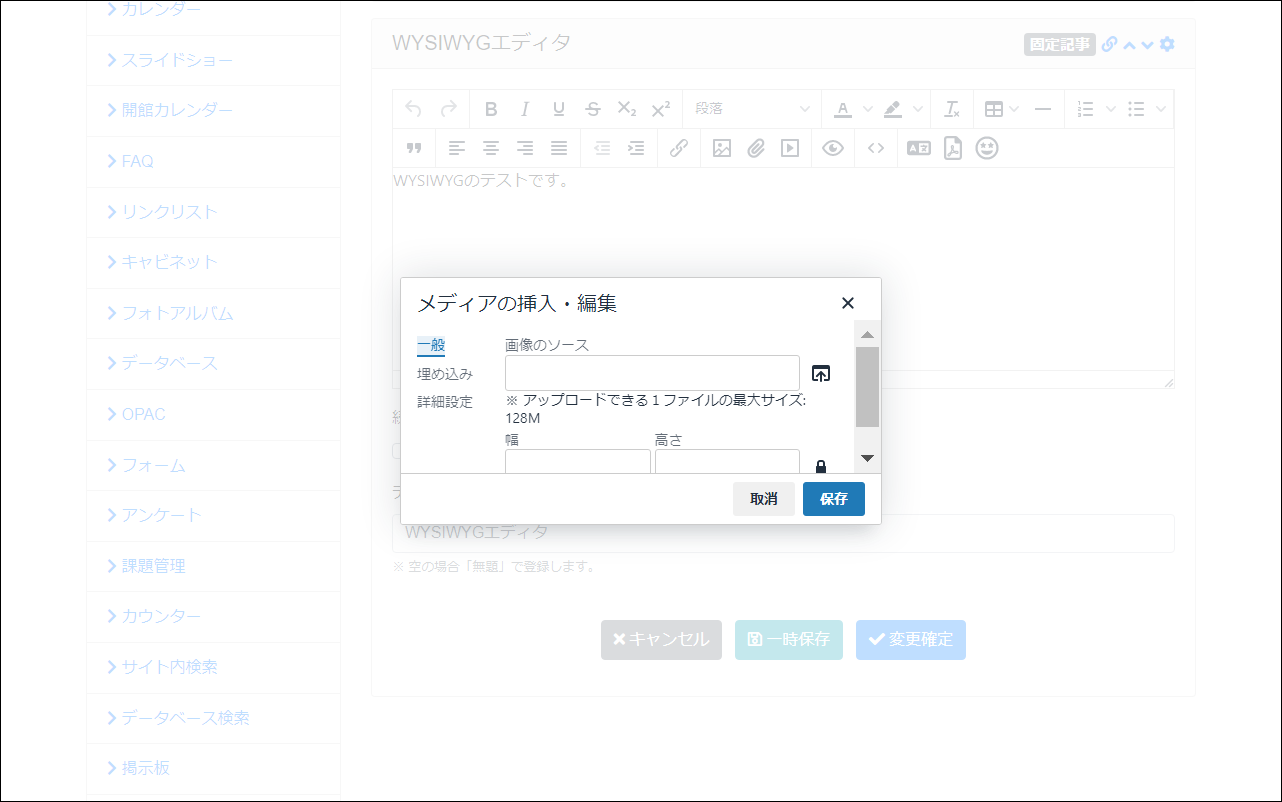 カレンダー
スライドショー
開館カレンダー
FAQ
リンクリスト
キャビネット
フォトアルバム
データベース
OPAC
フォーム
アンケート
課題管理
カウンター
サイト内検索
データベース検索
掲示板
WYSIWYGエディタ
固定記事
段落
WYSIWYGのテストです。
メディアの挿入・編集
一般
埋め込み
詳細設定
画像のソース
※ アップロードできる 1 ファイルの最大サイズ:
128M
幅
高さ
取消
保存
WYSIWYGエディタ
※ 空の場合「無題」で登録します。
キャンセル
一時保存
変更確定